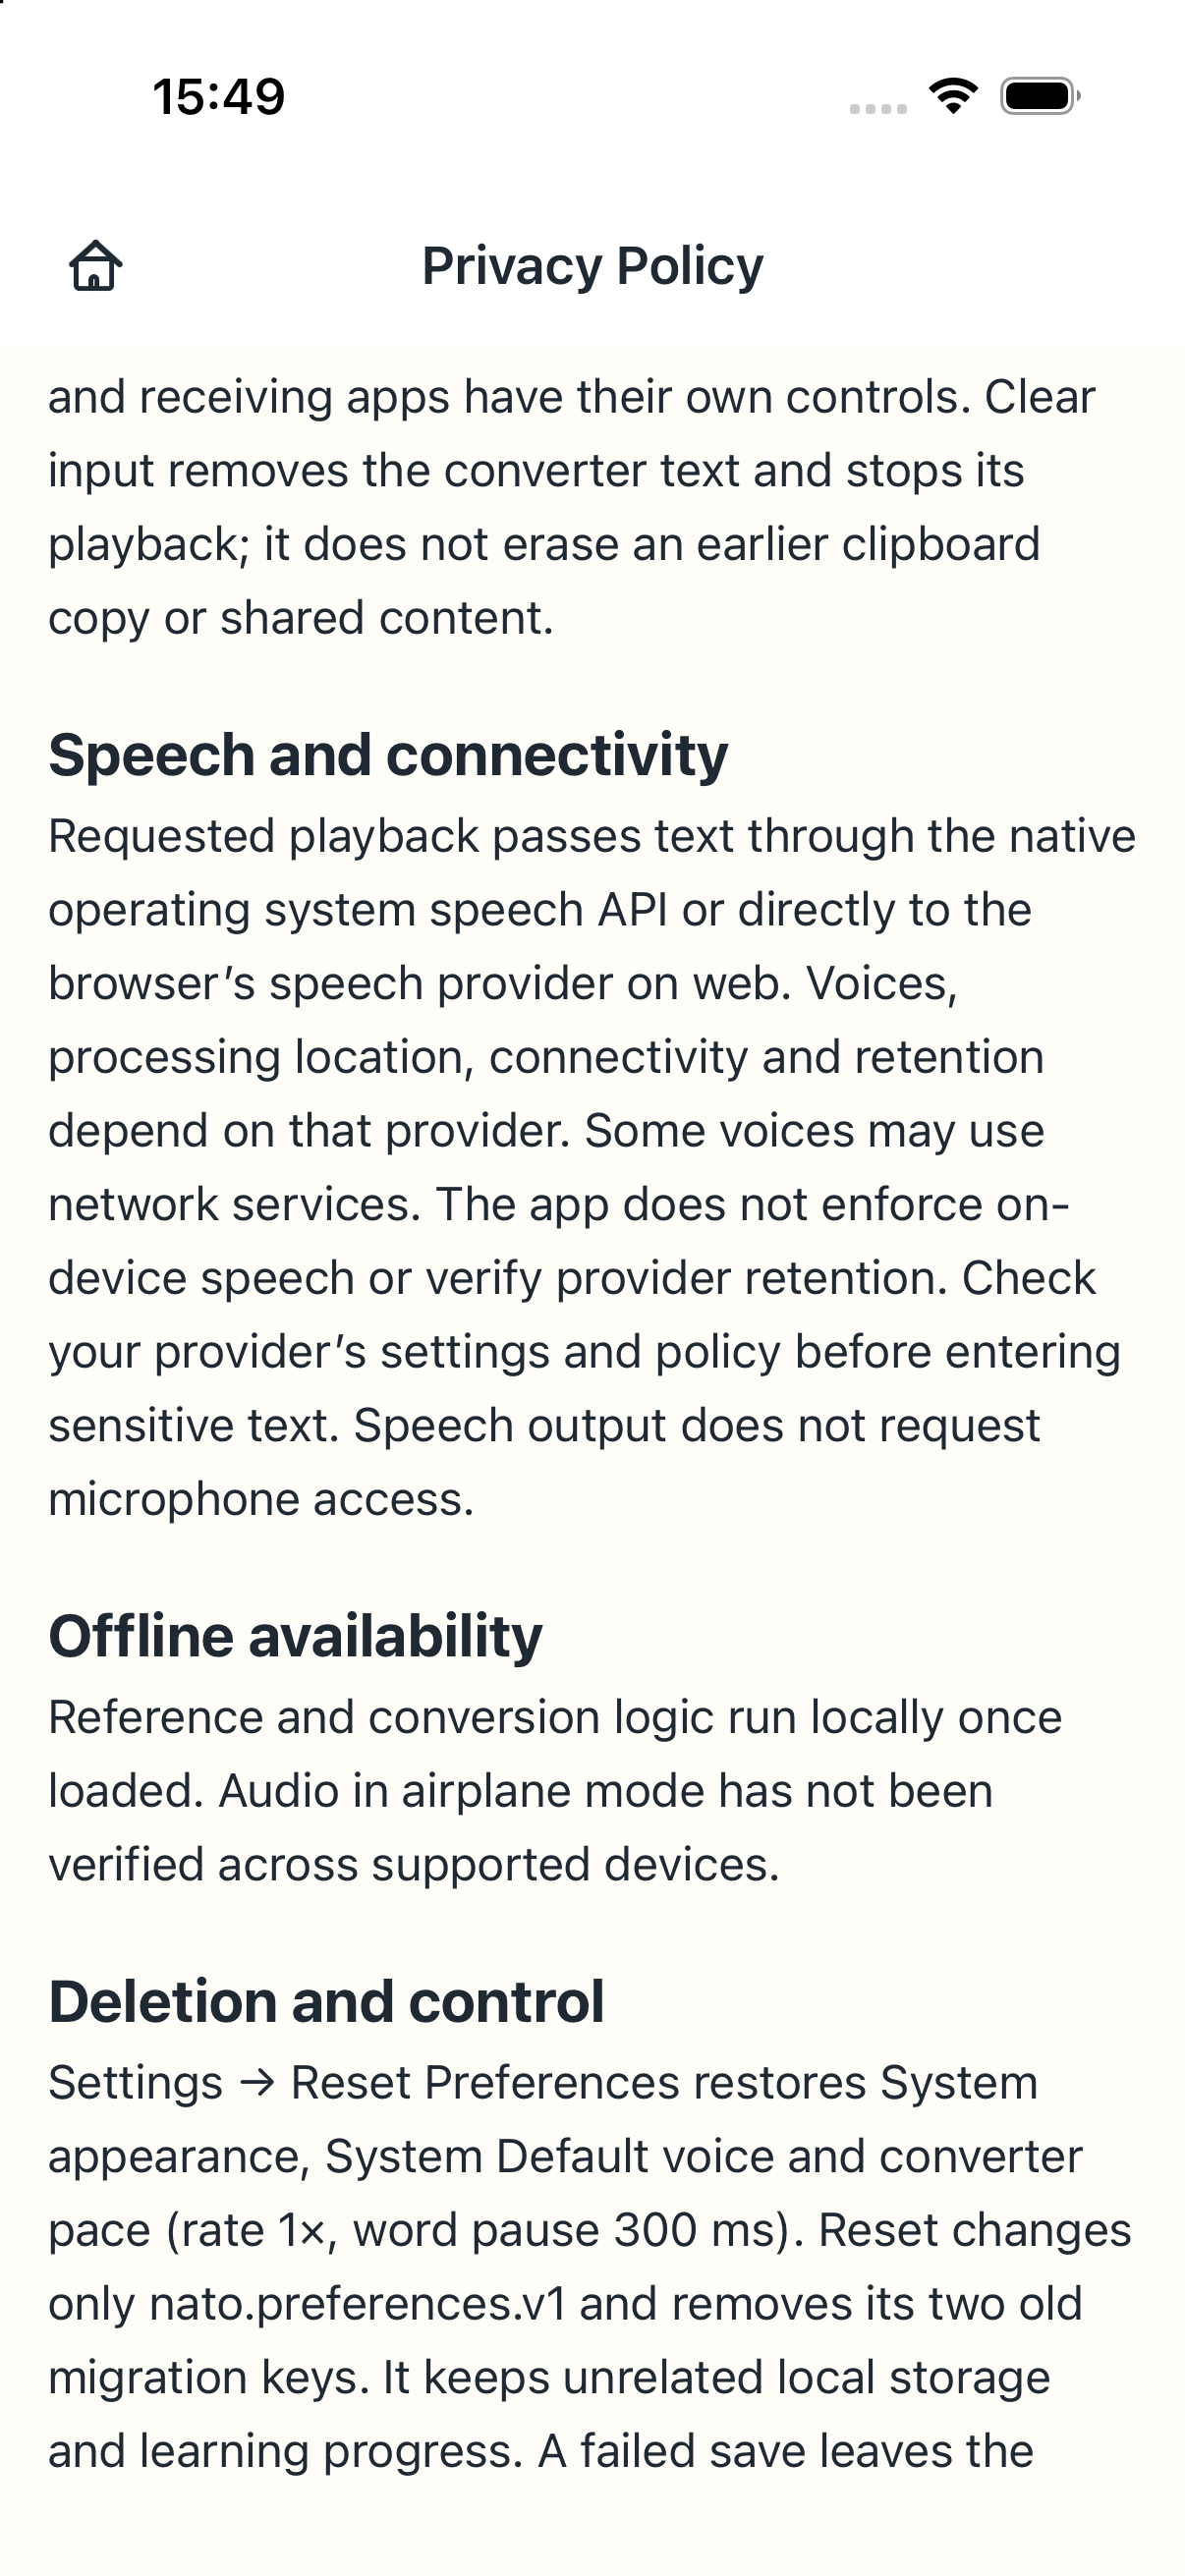 15:49
Privacy Policy
and receiving apps have their own controls. Clear
input removes the converter text and stops its
playback; it does not erase an earlier clipboard
copy or shared content.
Speech and connectivity
Requested playback passes text through the native
operating system speech API or directly to the
browser’s speech provider on web. Voices,
processing location, connectivity and retention
depend on that provider. Some voices may use
network services. The app does not enforce on-
device speech or verify provider retention. Check
your provider’s settings and policy before entering
sensitive text. Speech output does not request
microphone access.
Offline availability
Reference and conversion logic run locally once
loaded. Audio in airplane mode has not been
verified across supported devices.
Deletion and control
Settings → Reset Preferences restores System
appearance, System Default voice and converter
pace (rate 1×, word pause 300 ms). Reset changes
only nato.preferences.v1 and removes its two old
migration keys. It keeps unrelated local storage
and learning progress. A failed save leaves the